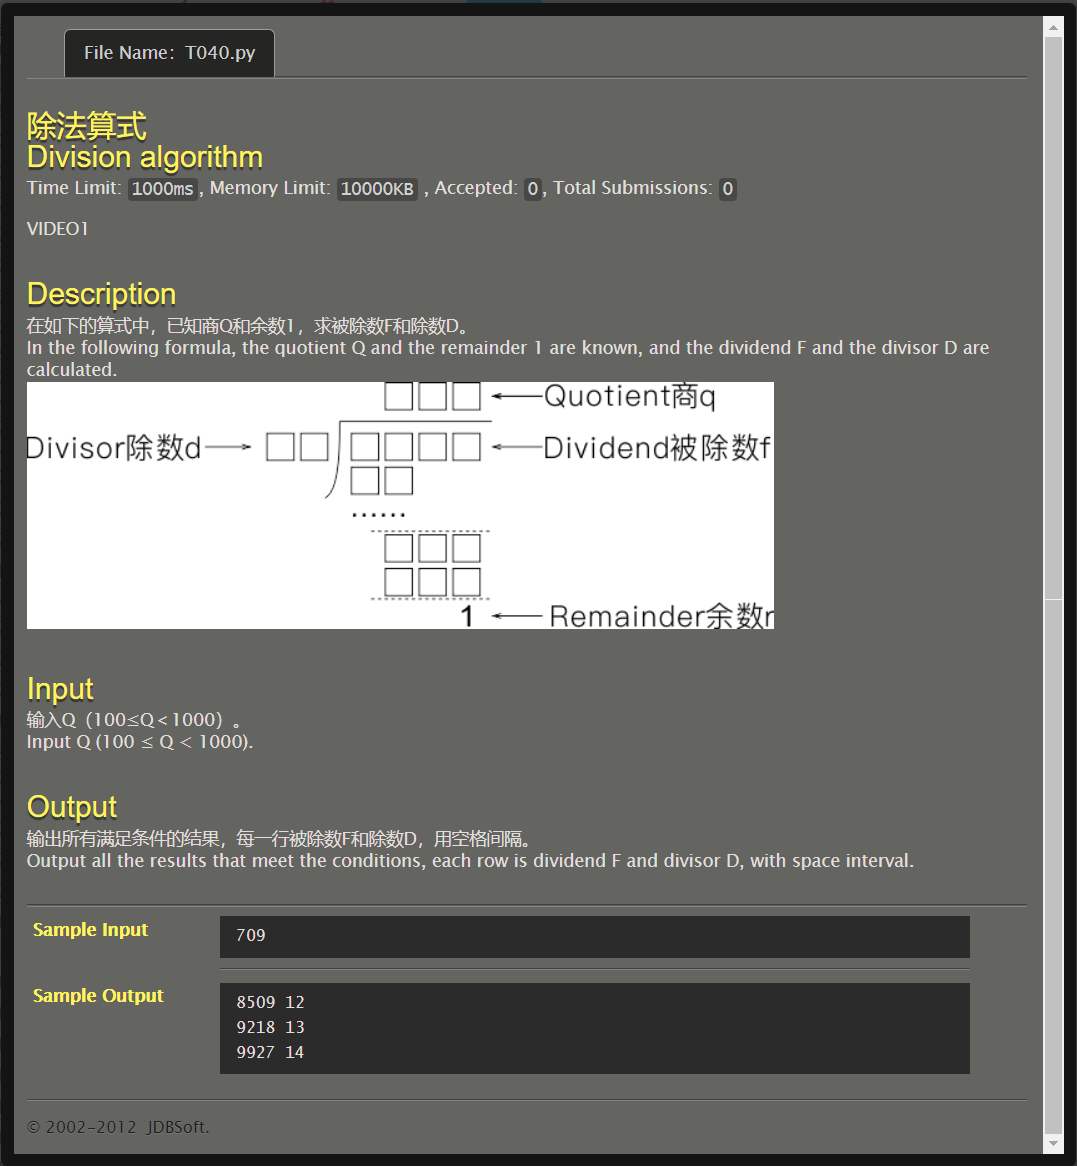 File Name: T040.py
除法算式
Division algorithm
Time Limit: 1000ms, Memory Limit: 10000KB , Accepted: 0, Total Submissions: 0
VIDEO1
Description
在如下的算式中，已知商Q和余数1，求被除数F和除数D。
In the following formula, the quotient Q and the remainder 1 are known, and the dividend F and the divisor D are
calculated.
Quotient商q
Divisor除数d
Dividend被除数f
......
1
Remainder余数r
Input
输入Q（100≤Q<1000）。
Input Q (100 ≤ Q < 1000).
Output
输出所有满足条件的结果，每一行被除数F和除数D，用空格间隔。
Output all the results that meet the conditions, each row is dividend F and divisor D, with space interval.
Sample Input
709
Sample Output
8509 12
9218 13
9927 14
© 2002-2012 JDBSoft.